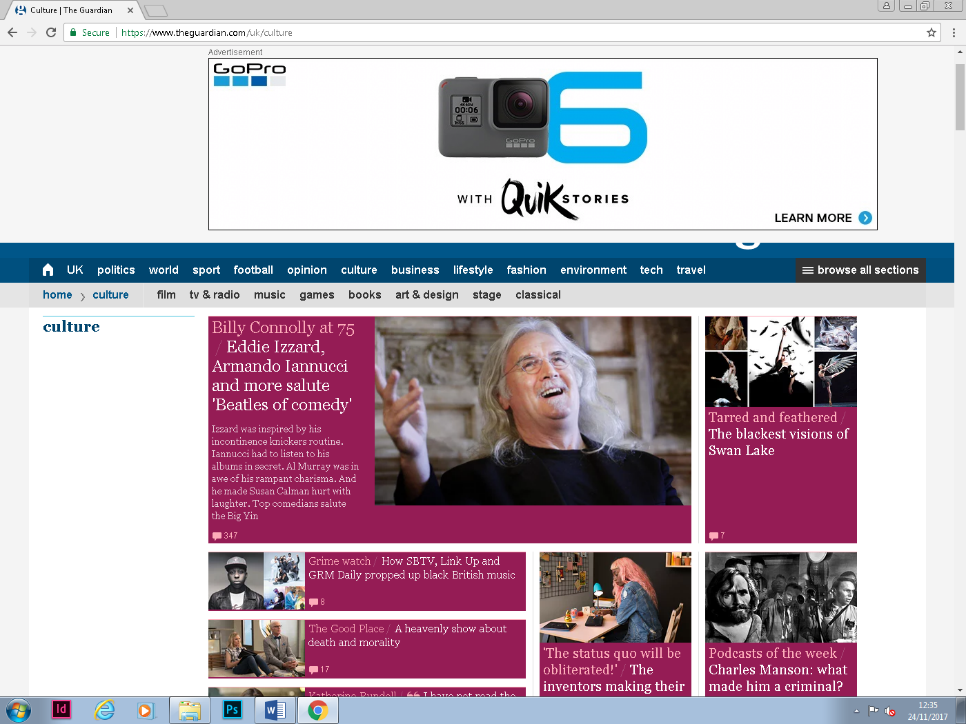 Culture | The Guardian
Secure
https://www.theguardian.com/uk/culture
Advertisement
GoPro
00:06
GoPro
6
WITH Quik STORIES
LEARN MORE
UK politics world sport football opinion culture business lifestyle fashion environment tech travel
browse all sections
home culture film tv & radio music games books art & design stage classical
culture
Billy Connolly at 75
/ Eddie Izzard,
Armando Iannucci
and more salute
'Beatles of comedy'
Izzard was inspired by his
incontinence knickers routine.
Iannucci had to listen to his
albums in secret. Al Murray was in
awe of his rampant charisma. And
he made Susan Calman hurt with
laughter. Top comedians salute
the Big Yin
347
Tarred and feathered /
The blackest visions of
Swan Lake
7
Grime watch / How SBTV, Link Up and
GRM Daily propped up black British music
8
The Good Place / A heavenly show about
death and morality
17
Katherine Rundell / I have not read the
'The status quo will be
obliterated!' / The
inventors making their
Podcasts of the week /
Charles Manson: what
made him a criminal?
Id
Ps
W
12:35
24/11/2017